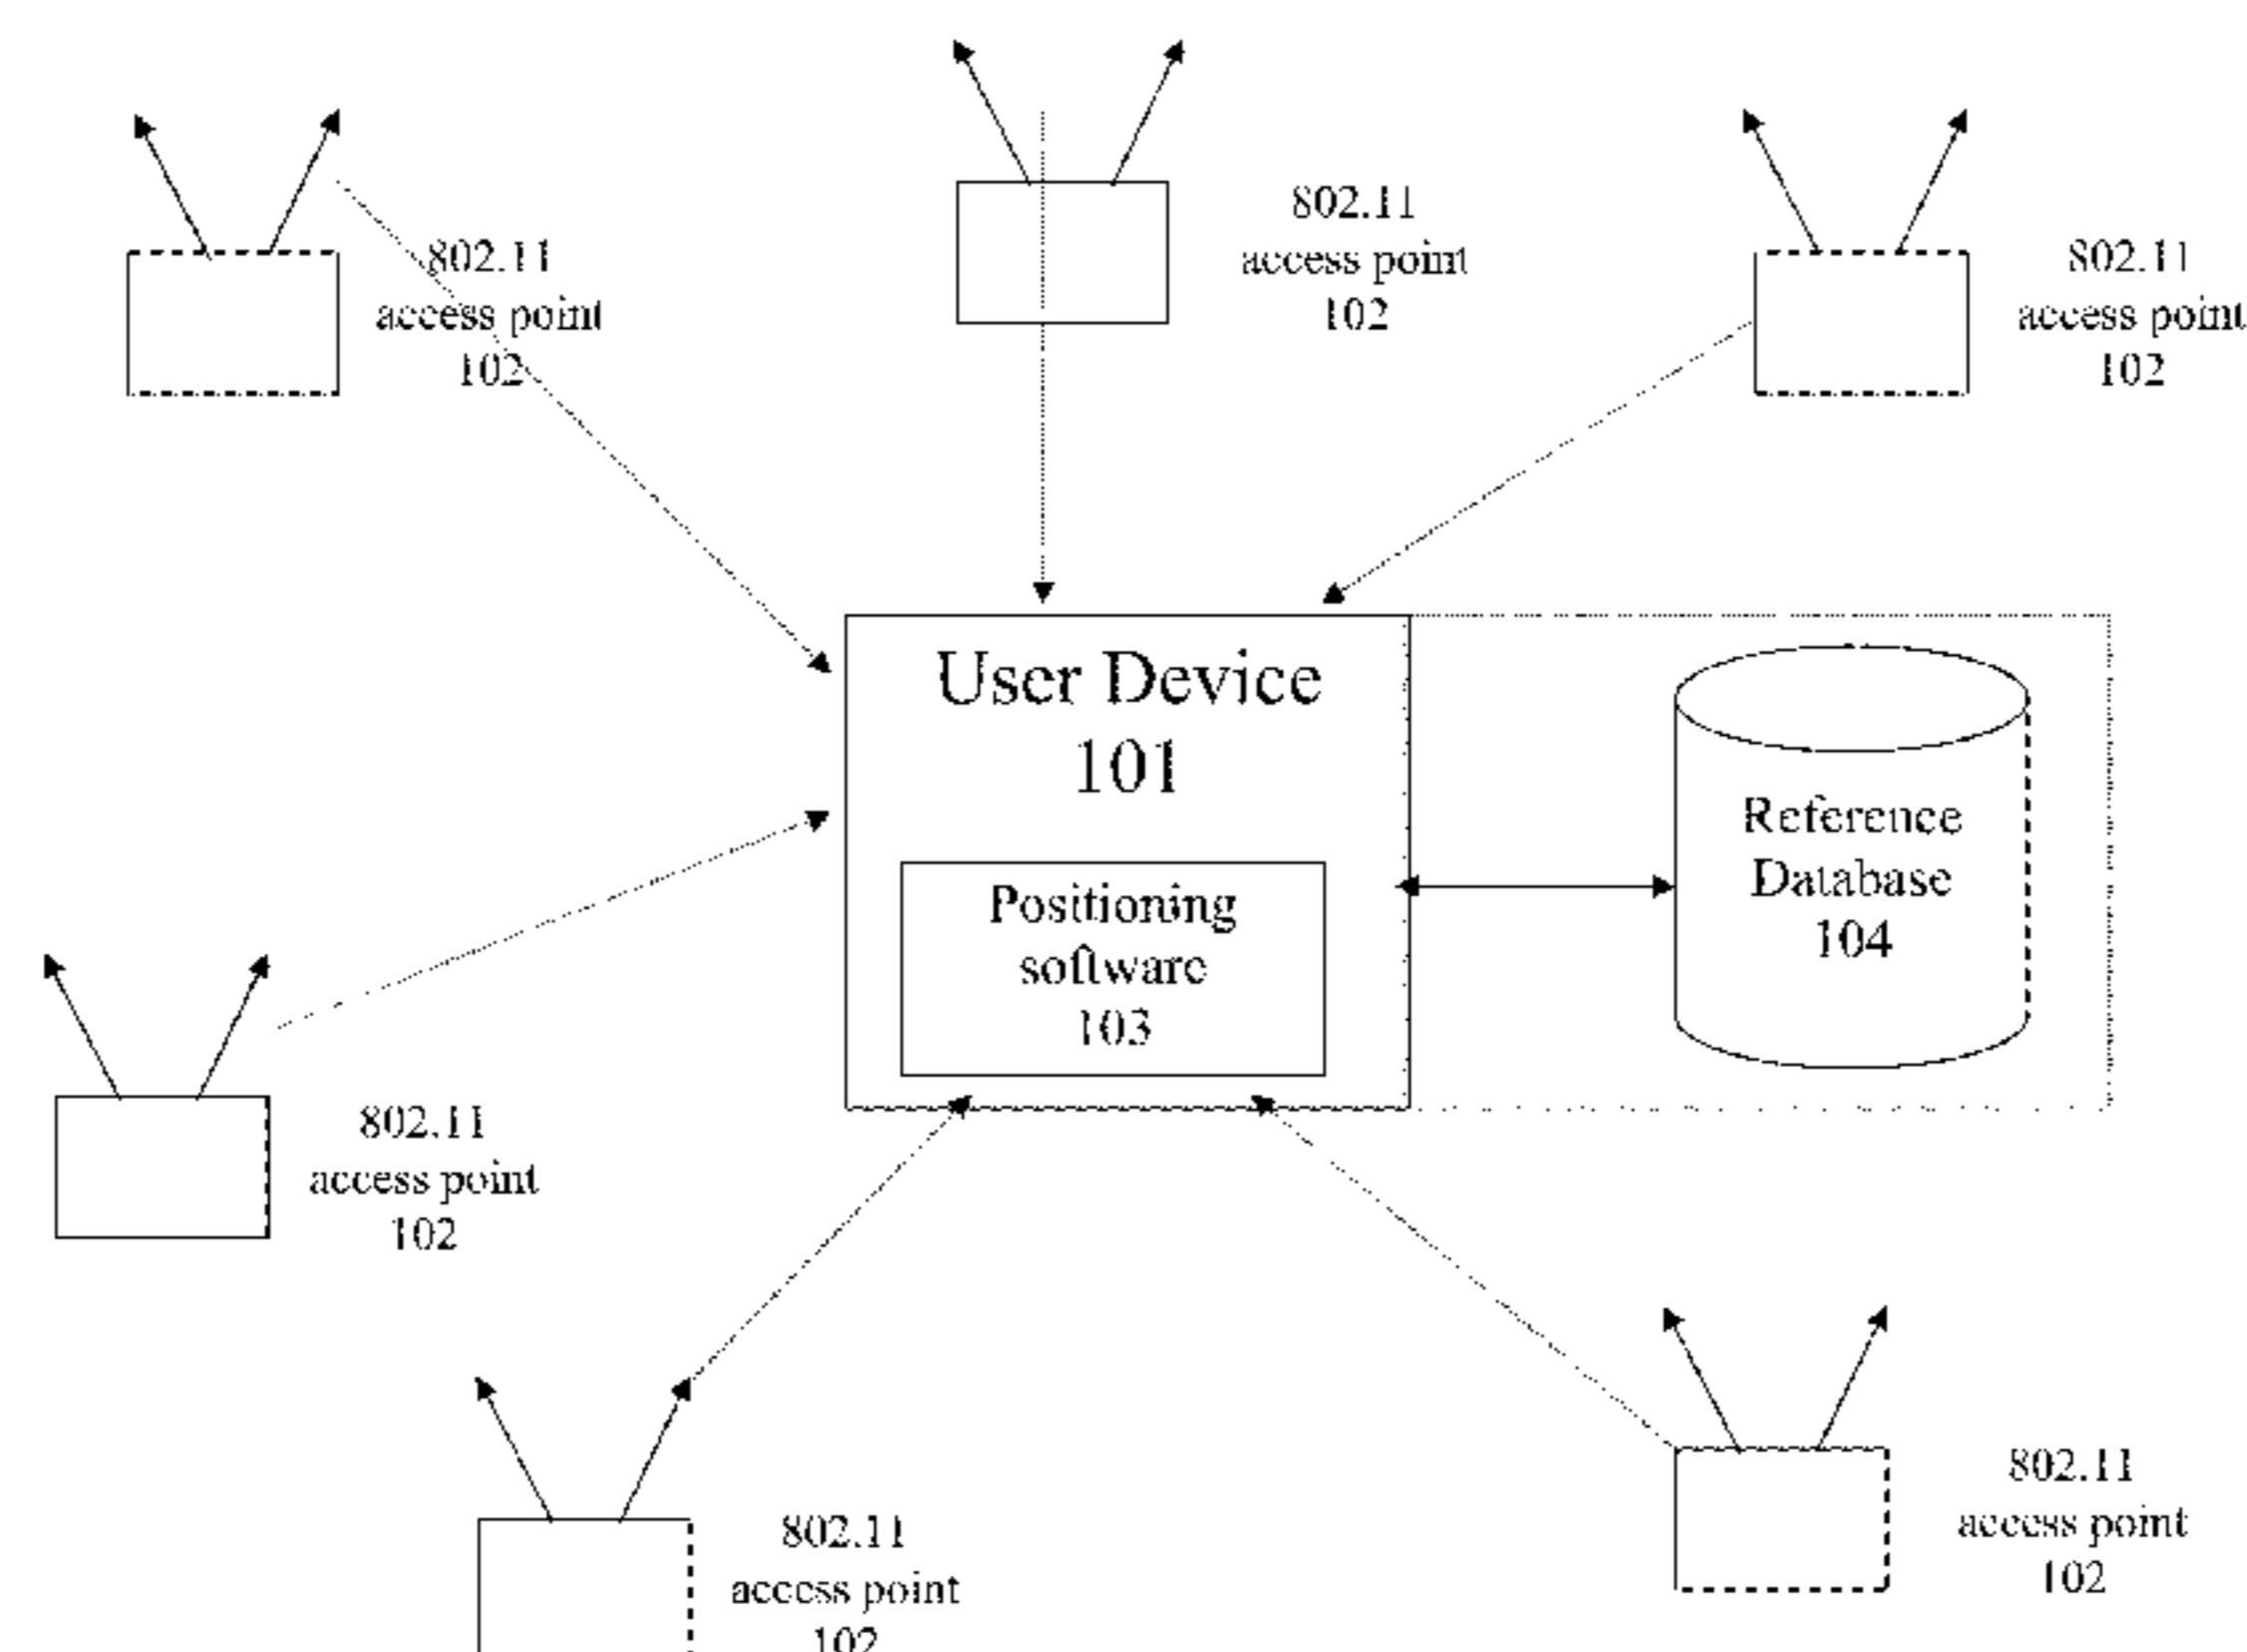 802.11
access point
102
802.11
access point
102
802.11
access point
102
User Device
101
Positioning
software
103
Reference
Database
104
802.11
access point
102
802.11
access point
102
802.11
access point
102